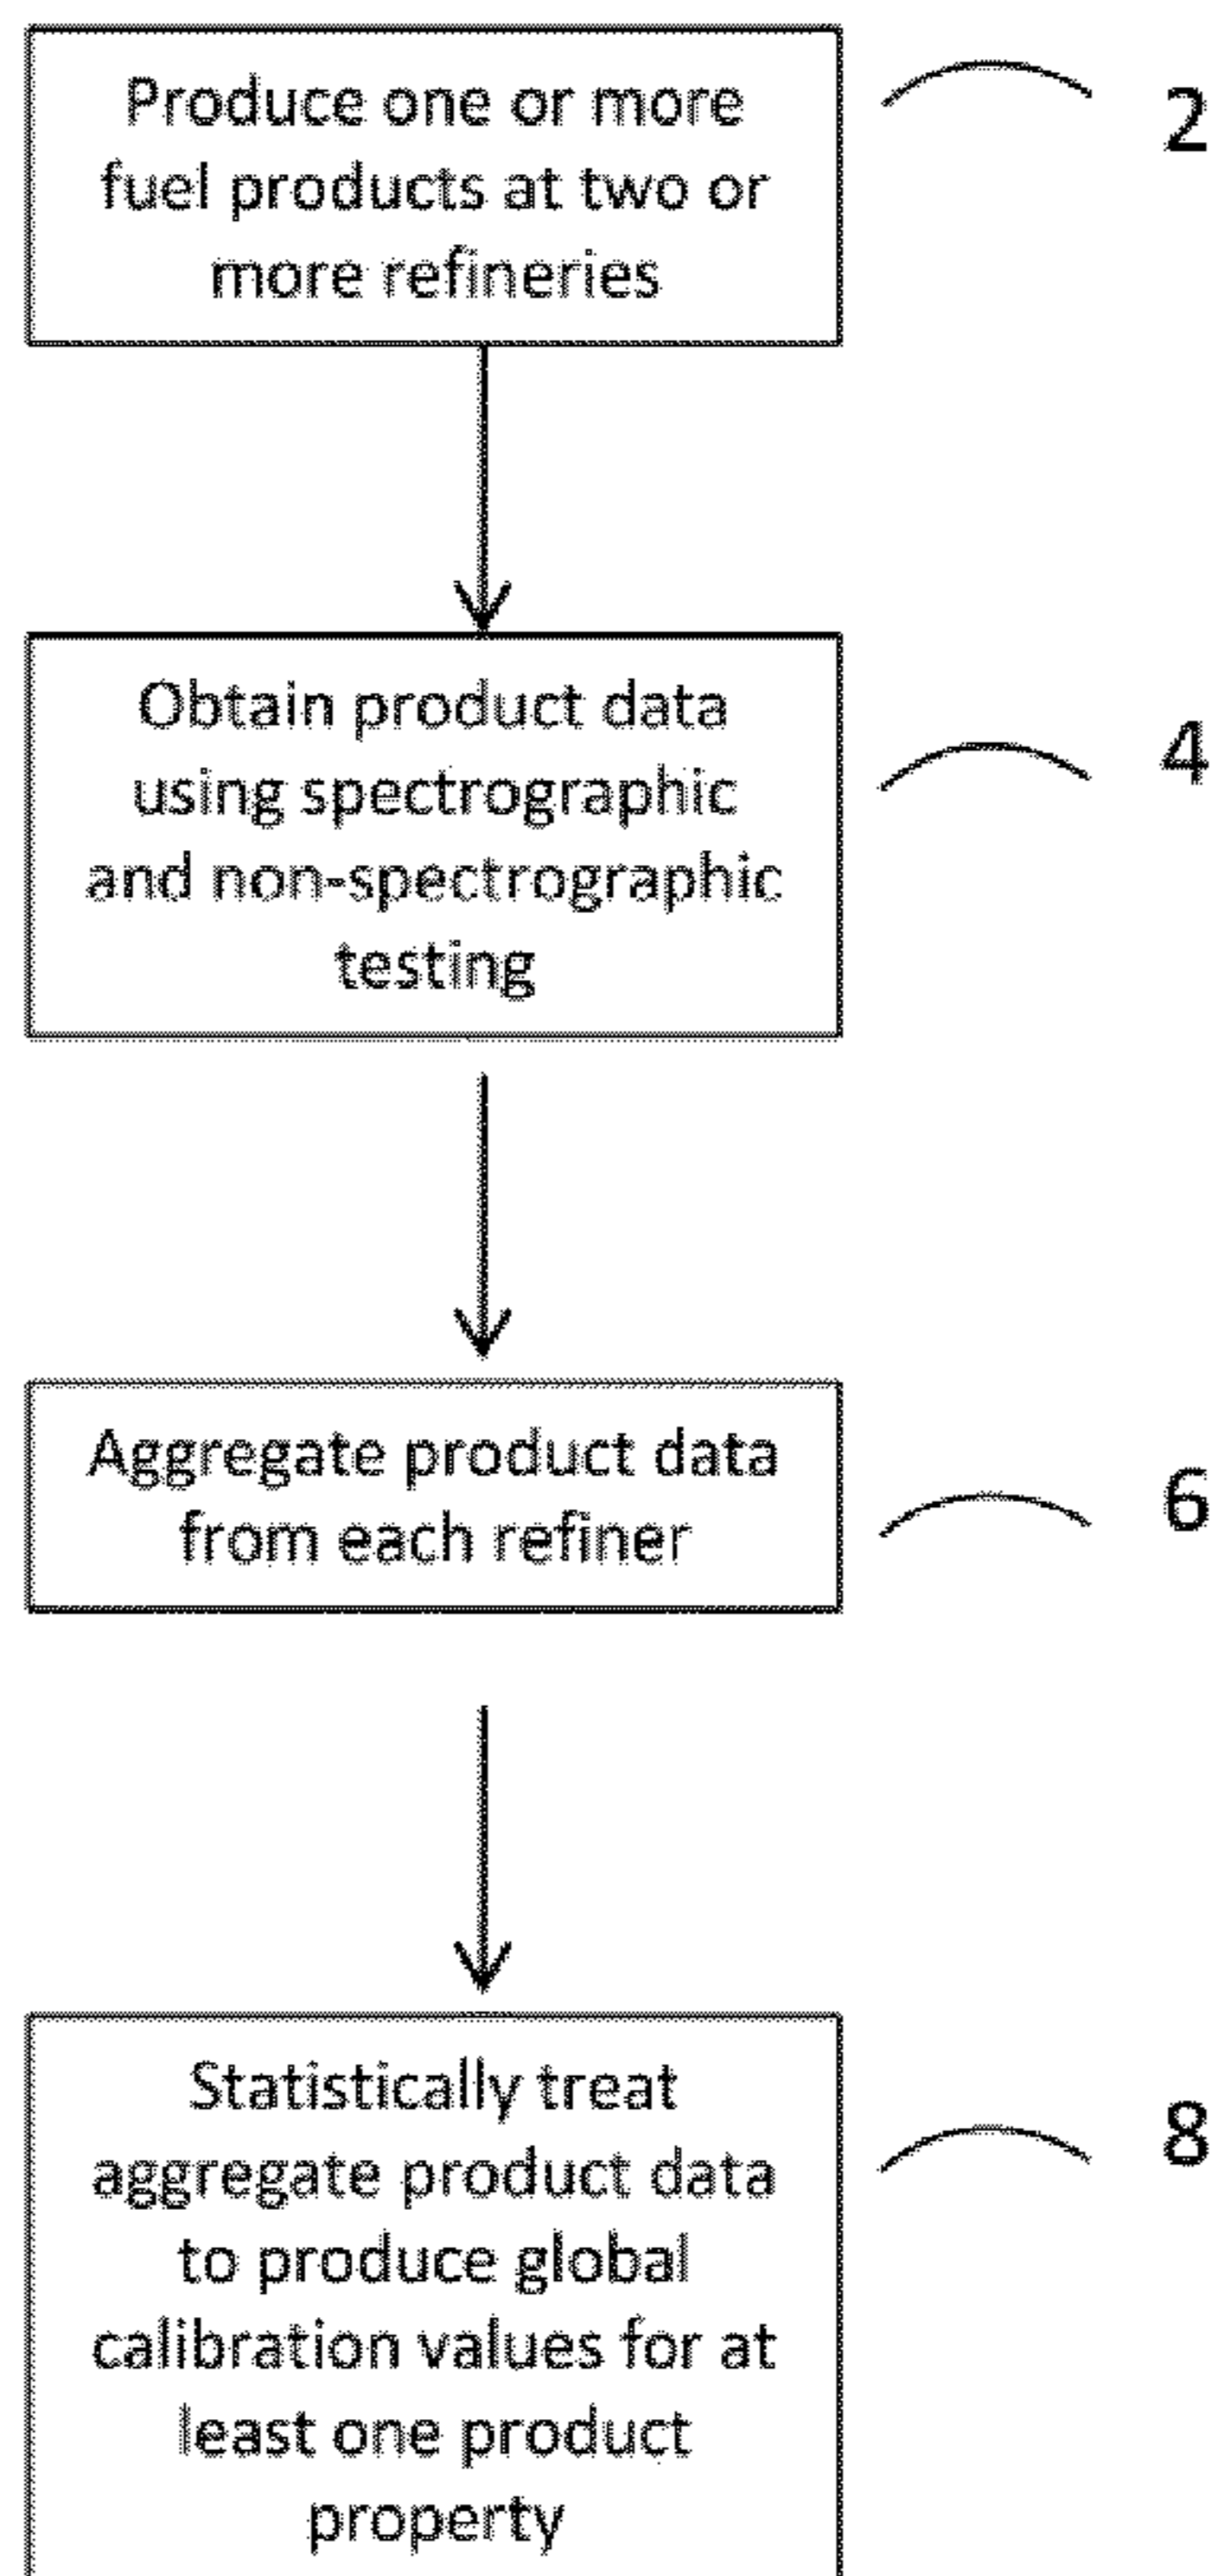 Produce one or more
fuel products at two or
more refineries
2
Obtain product data
using spectrographic
and non-spectrographic
testing
4
Aggregate product data
from each refiner
6
Statistically treat
aggregate product data
to produce global
calibration values for at
least one product
property
8